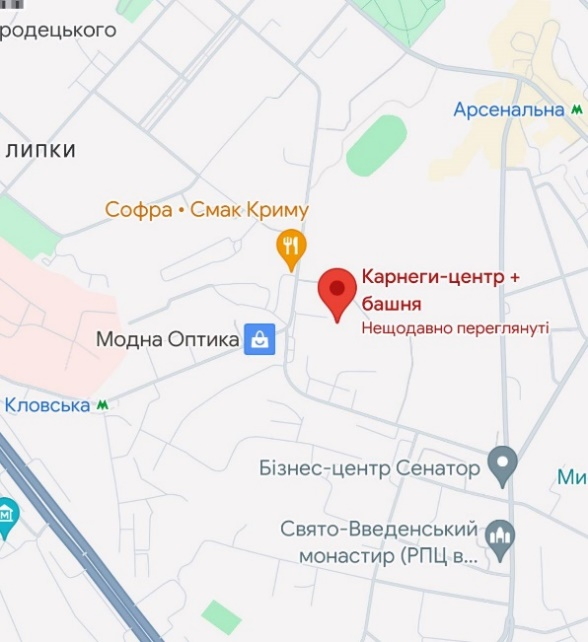 родецького
Арсенальна
ЛИПКИ
Софра • Смак Криму
Карнеги-центр +
башня
Нещодавно переглянуті
Модна Оптика
Кловська
Бізнес-центр Сенатор
Ми
Свято-Введенський
монастир (РПЦ в...